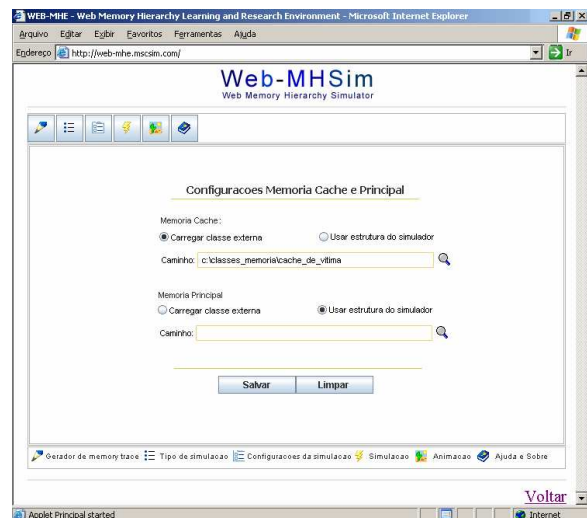 WEB-MHE - Web Memory Hierarchy Learning and Research Environment - Microsoft Internet Explorer
Arquivo Editar Exibir Favoritos Ferramentas Ajuda
Endereço http://web-mhe.mscsim.com/ Ir
Web-MHSim
Web Memory Hierarchy Simulator
Configuracoes Memoria Cache e Principal
Memoria Cache:
Carregar classe externa Usar estrutura do simulador
Caminho: c:\classes_memoria\cache_de_vitima
Memoria Principal
Carregar classe externa Usar estrutura do simulador
Caminho:
Salvar Limpar
Gerador de memory trace Tipo de simulacao Configuracoes da simulacao Simulacao Animacao Ajuda e Sobre
Voltar
Applet Principal started Internet